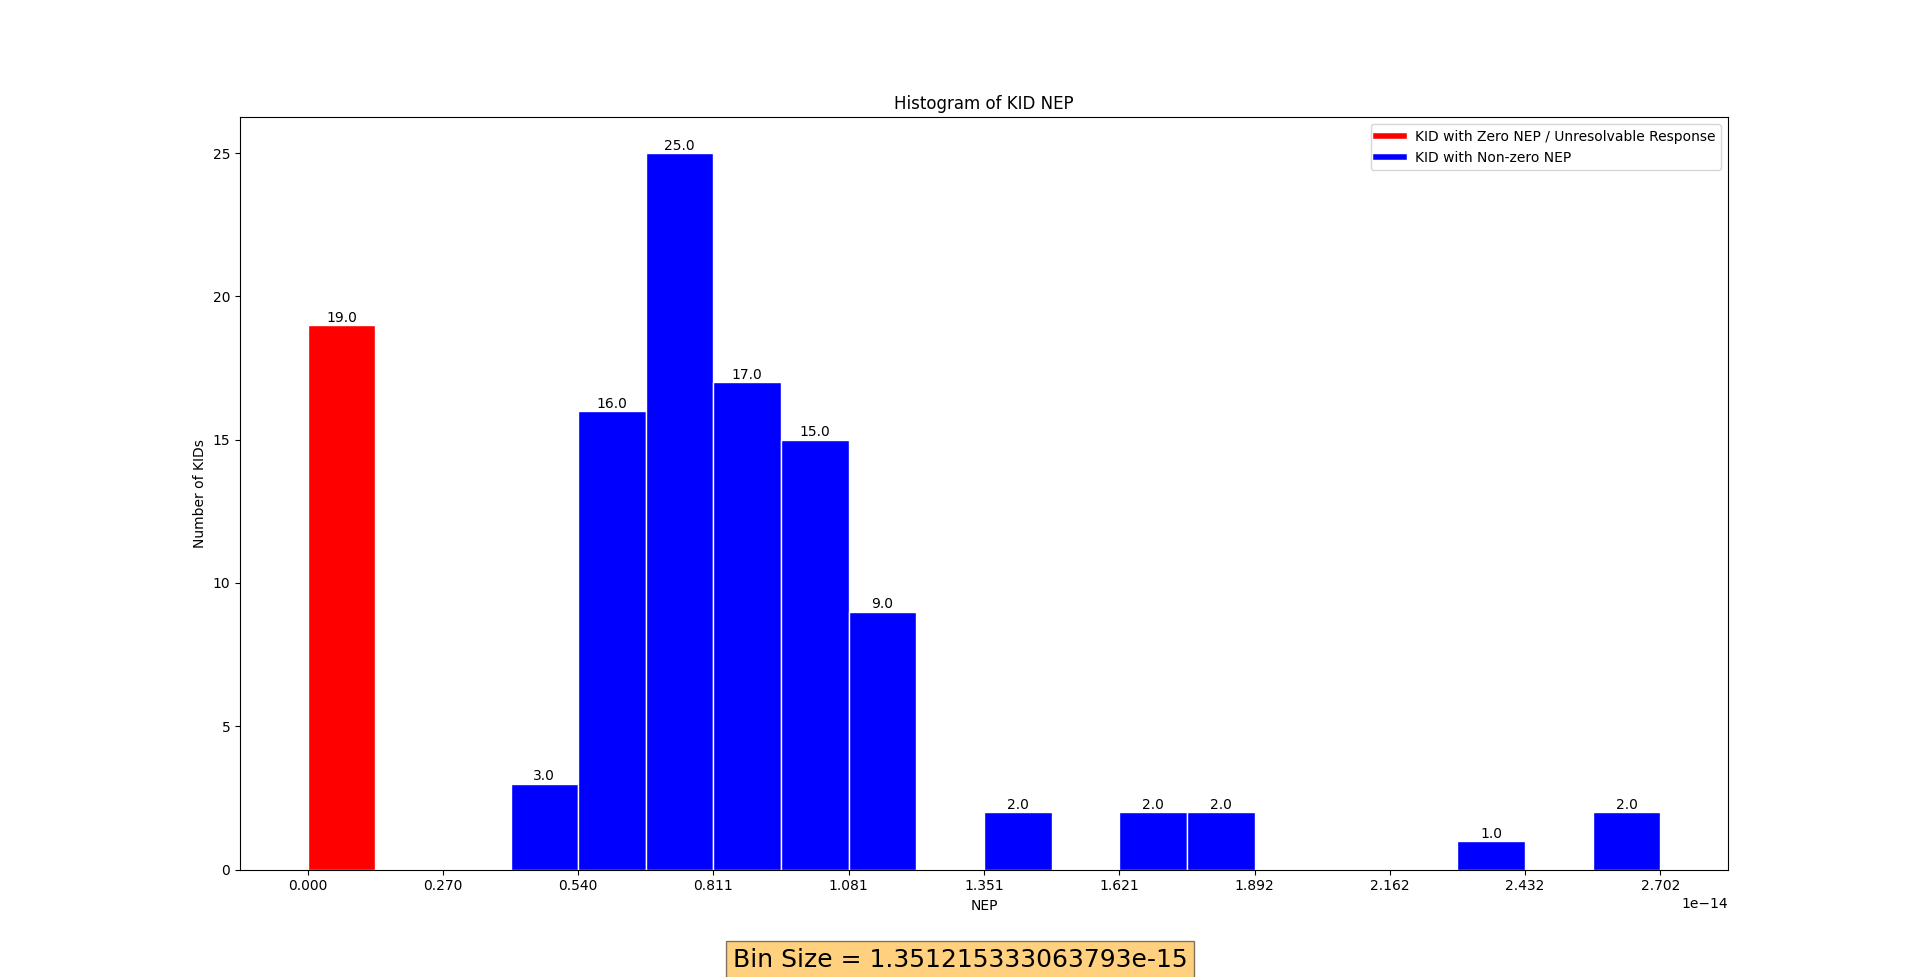 Histogram of KID NEP
KID with Zero NEP / Unresolvable Response
KID with Non-zero NEP
25.0
25
20
19.0
17.0
16.0
15.0
15
Number of KIDs
10
9.0
5
3.0
2.0 2.0 2.0 2.0
1.0
0
0.000 0.270 0.540 0.811 1.081 1.351 1.621 1.892 2.162 2.432 2.702
NEP
1e−14
Bin Size = 1.351215333063793e-15